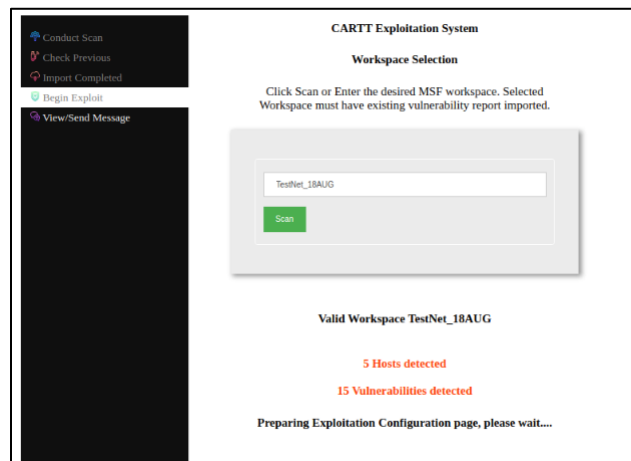 Conduct Scan
Check Previous
Import Completed
Begin Exploit
View/Send Message
CARTT Exploitation System
Workspace Selection
Click Scan or Enter the desired MSF workspace. Selected
Workspace must have existing vulnerability report imported.
TestNet_18AUG
Scan
Valid Workspace TestNet_18AUG
5 Hosts detected
15 Vulnerabilities detected
Preparing Exploitation Configuration page, please wait....